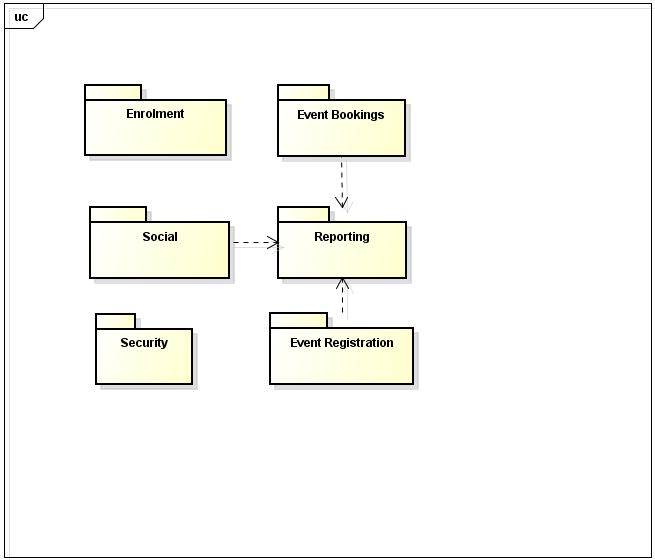 uc
Enrolment
Event Bookings
Social
Reporting
Security
Event Registration